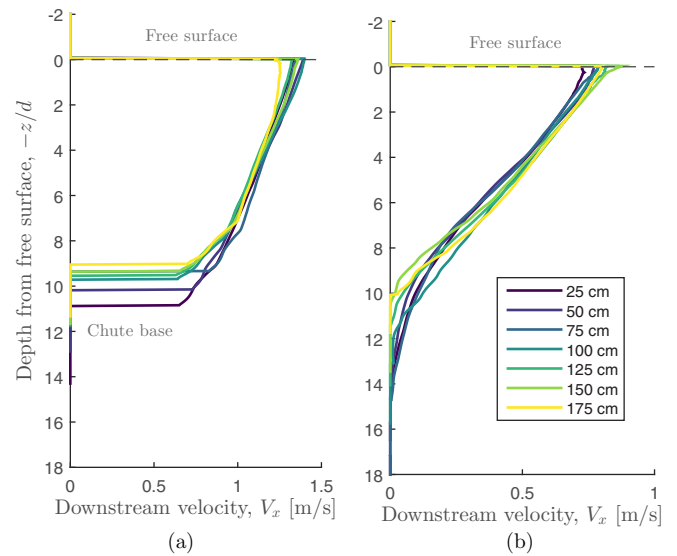 -2
0
2
4
6
8
10
12
14
16
18
Free surface
Chute base
Depth from free surface, −z/d
0
0.5
1
1.5
Downstream velocity, Vx [m/s]
(a)
-2
0
2
4
6
8
10
12
14
16
18
Free surface
25 cm
50 cm
75 cm
100 cm
125 cm
150 cm
175 cm
0
0.5
1
Downstream velocity, Vx [m/s]
(b)